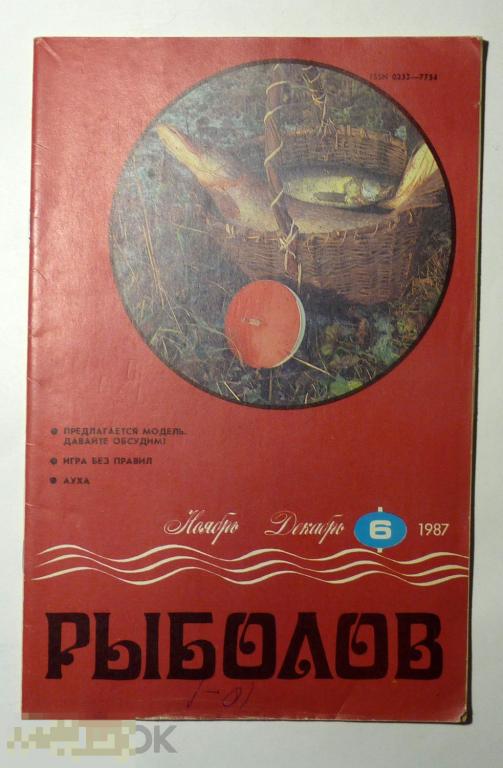 ISSN 0233—7754
ПРЕДЛАГАЕТСЯ МОДЕЛЬ.
ДАВАЙТЕ ОБСУДИМ!
ИГРА БЕЗ ПРАВИЛ
АУХА
Ноябрь Декабрь 6 1987
РЫБОЛОВ